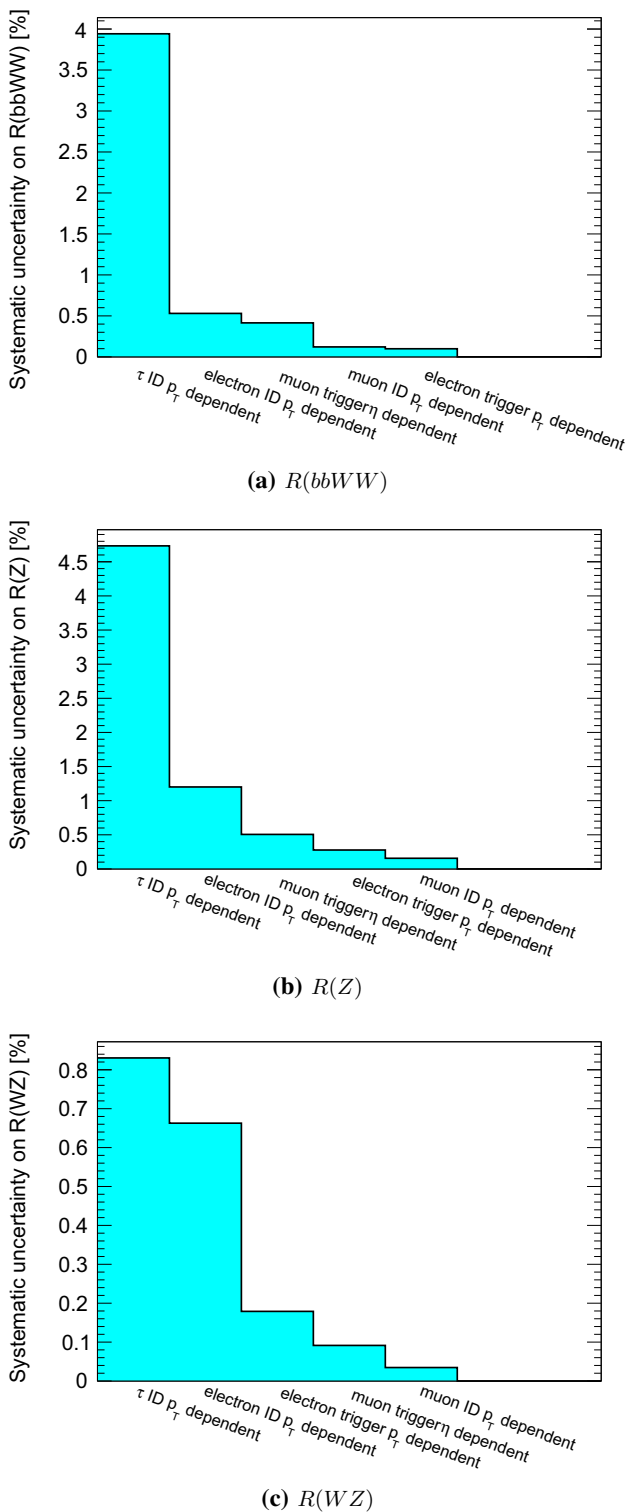 Systematic uncertainty on R(bbWW) [%]
4
3.5
3
2.5
2
1.5
1
0.5
0
τ ID p_T dependent
electron ID p_T dependent
muon trigger η dependent
muon ID p_T dependent
electron trigger p_T dependent
(a) R(bbWW)
Systematic uncertainty on R(Z) [%]
4.5
4
3.5
3
2.5
2
1.5
1
0.5
0
τ ID p_T dependent
electron ID p_T dependent
muon trigger η dependent
electron trigger p_T dependent
muon ID p_T dependent
(b) R(Z)
Systematic uncertainty on R(WZ) [%]
0.8
0.7
0.6
0.5
0.4
0.3
0.2
0.1
0
τ ID p_T dependent
electron ID p_T dependent
electron trigger p_T dependent
muon trigger η dependent
muon ID p_T dependent
(c) R(WZ)